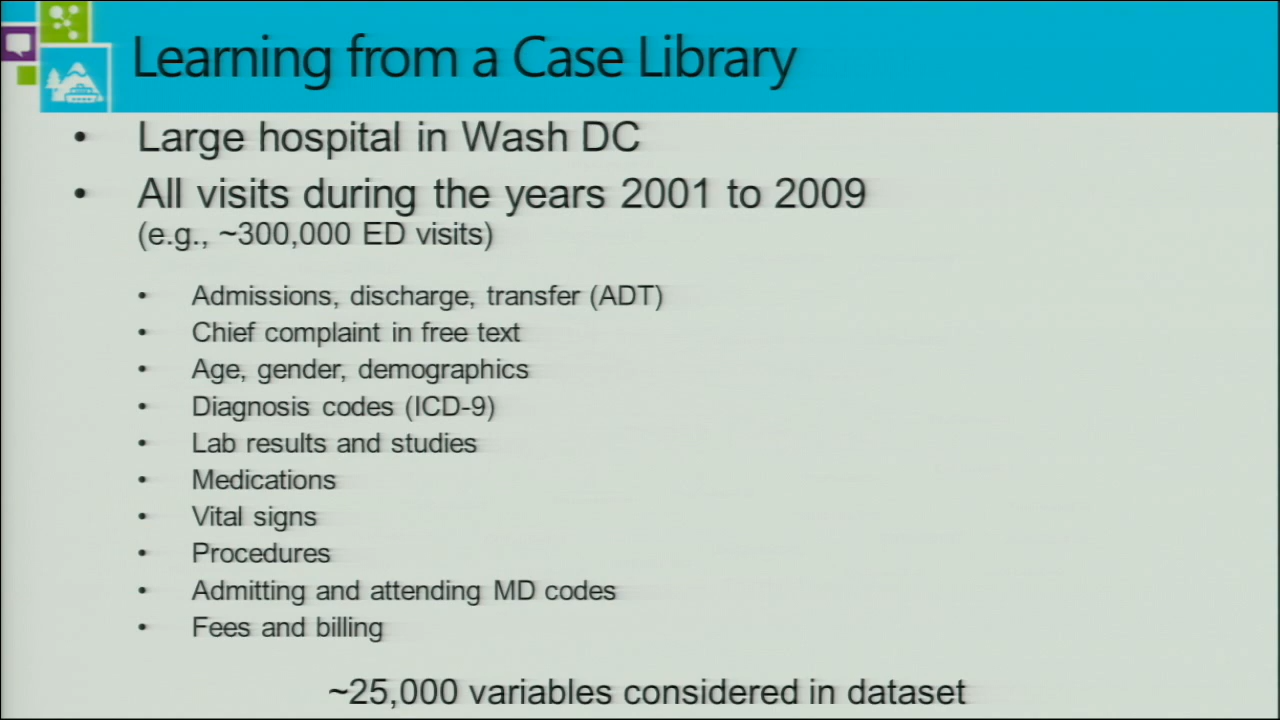 Learning from a Case Library
• Large hospital in Wash DC
• All visits during the years 2001 to 2009
(e.g., ~300,000 ED visits)
• Admissions, discharge, transfer (ADT)
• Chief complaint in free text
• Age, gender, demographics
• Diagnosis codes (ICD-9)
• Lab results and studies
• Medications
• Vital signs
• Procedures
• Admitting and attending MD codes
• Fees and billing
~25,000 variables considered in dataset